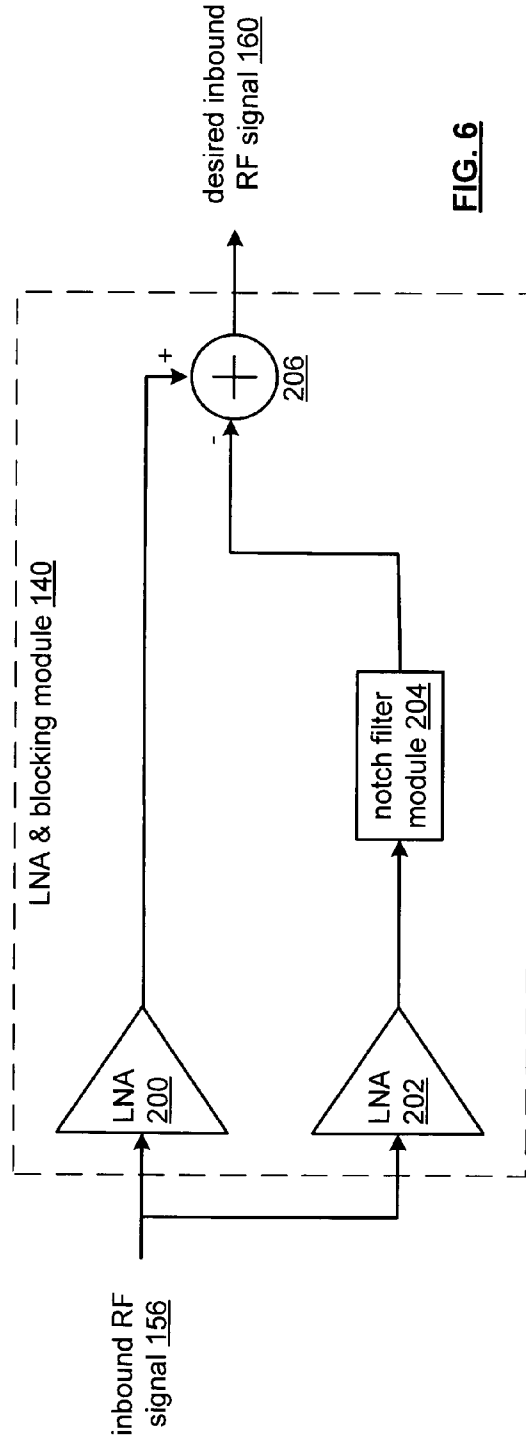 LNA & blocking module 140
inbound RF
signal 156
LNA
200
LNA
202
notch filter
module 204
+
-
+
206
desired inbound
RF signal 160
FIG. 6